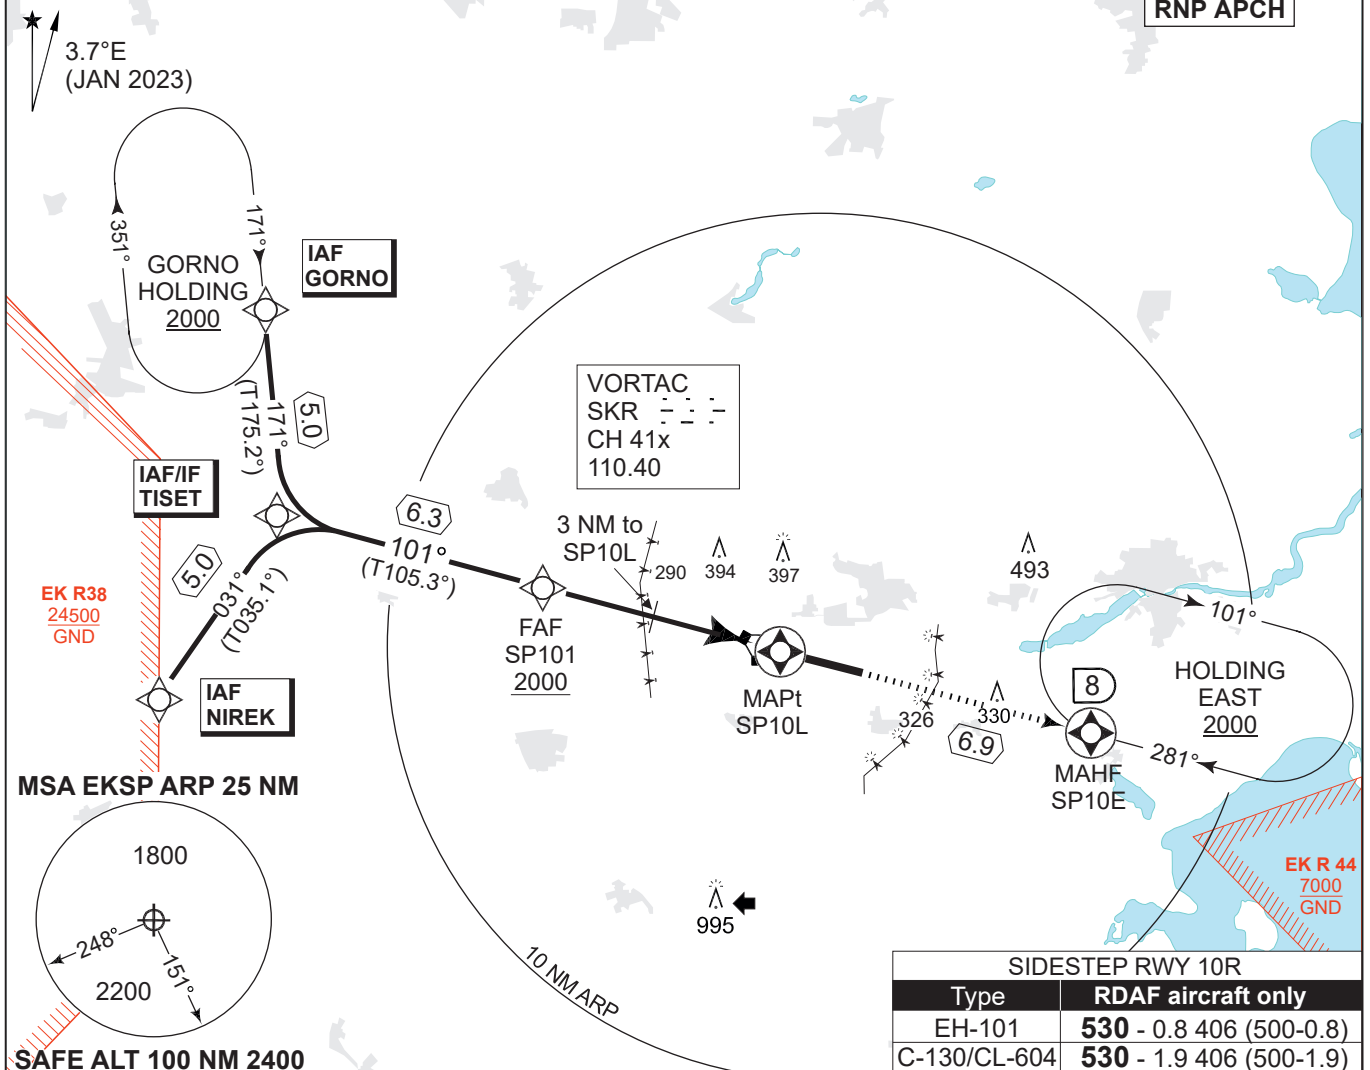 RNP APCH
3.7°E
(JAN 2023)
351°
171°
GORNO
HOLDING
2000
IAF
GORNO
171°
(T175.2°)
5.0
VORTAC
SKR
CH 41x
110.40
IAF/IF
TISET
6.3
101°
(T105.3°)
3 NM to
SP10L
290
394
397
493
5.0
031°
(T035.1°)
EK R38
24500
GND
FAF
SP101
2000
101°
IAF
NIREK
MAPt
SP10L
326
330
6.9
8
HOLDING
EAST
2000
281°
MAHF
SP10E
MSA EKSP ARP 25 NM
1800
248°
151°
2200
SAFE ALT 100 NM 2400
995
10 NM ARP
EK R 44
7000
GND
SIDESTEP RWY 10R
Type RDAF aircraft only
EH-101 530 - 0.8 406 (500-0.8)
C-130/CL-604 530 - 1.9 406 (500-1.9)